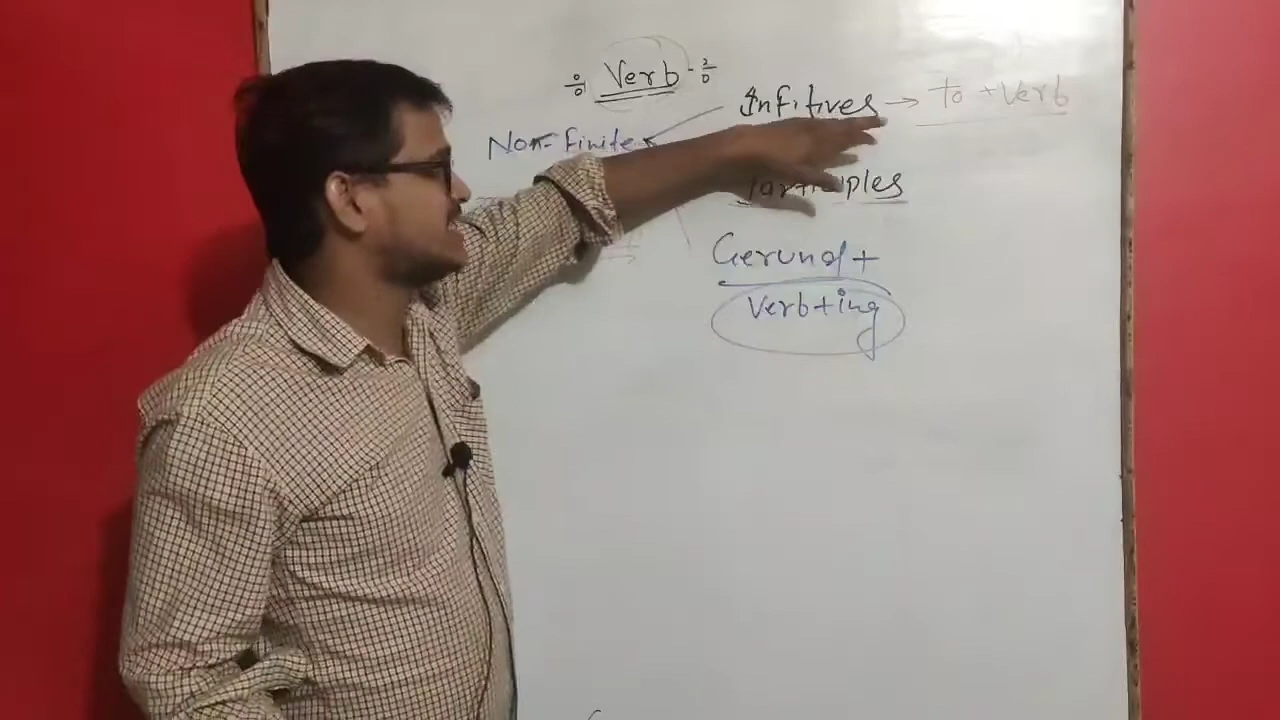 Verb
Infitives → to + Verb
Non-Finite
Participles
Gerund +
Verb+ing